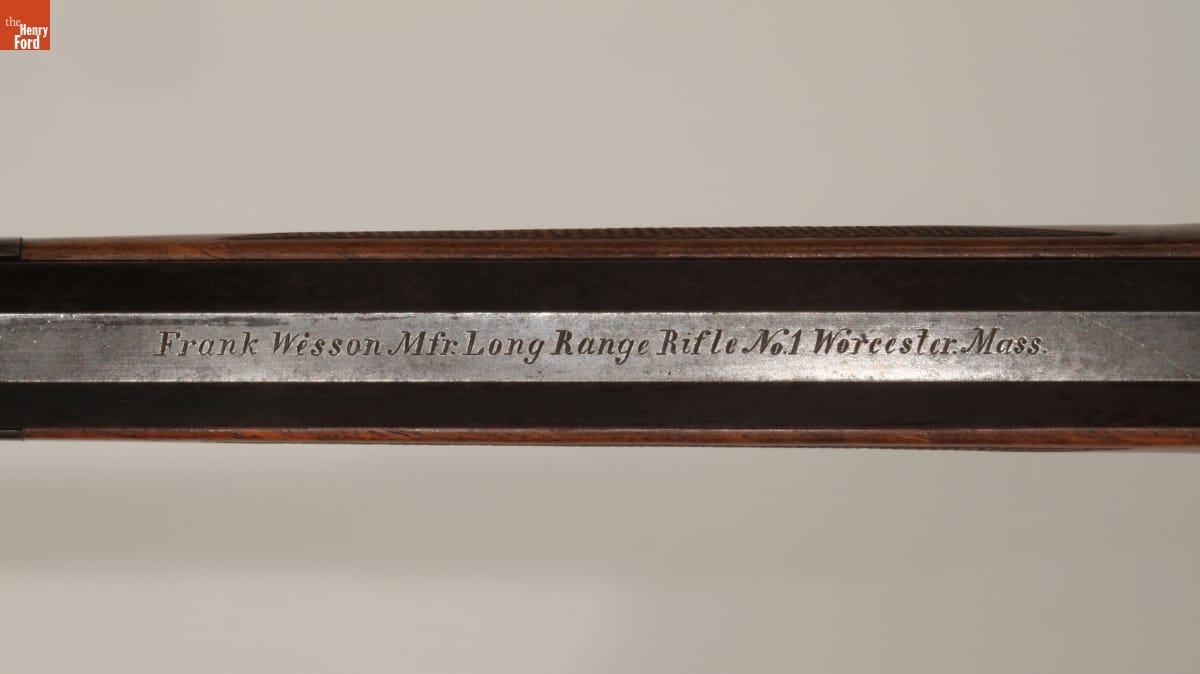 the
Henry
Ford
Frank Wesson Mfr. Long Range Rifle No.1 Worcester. Mass.